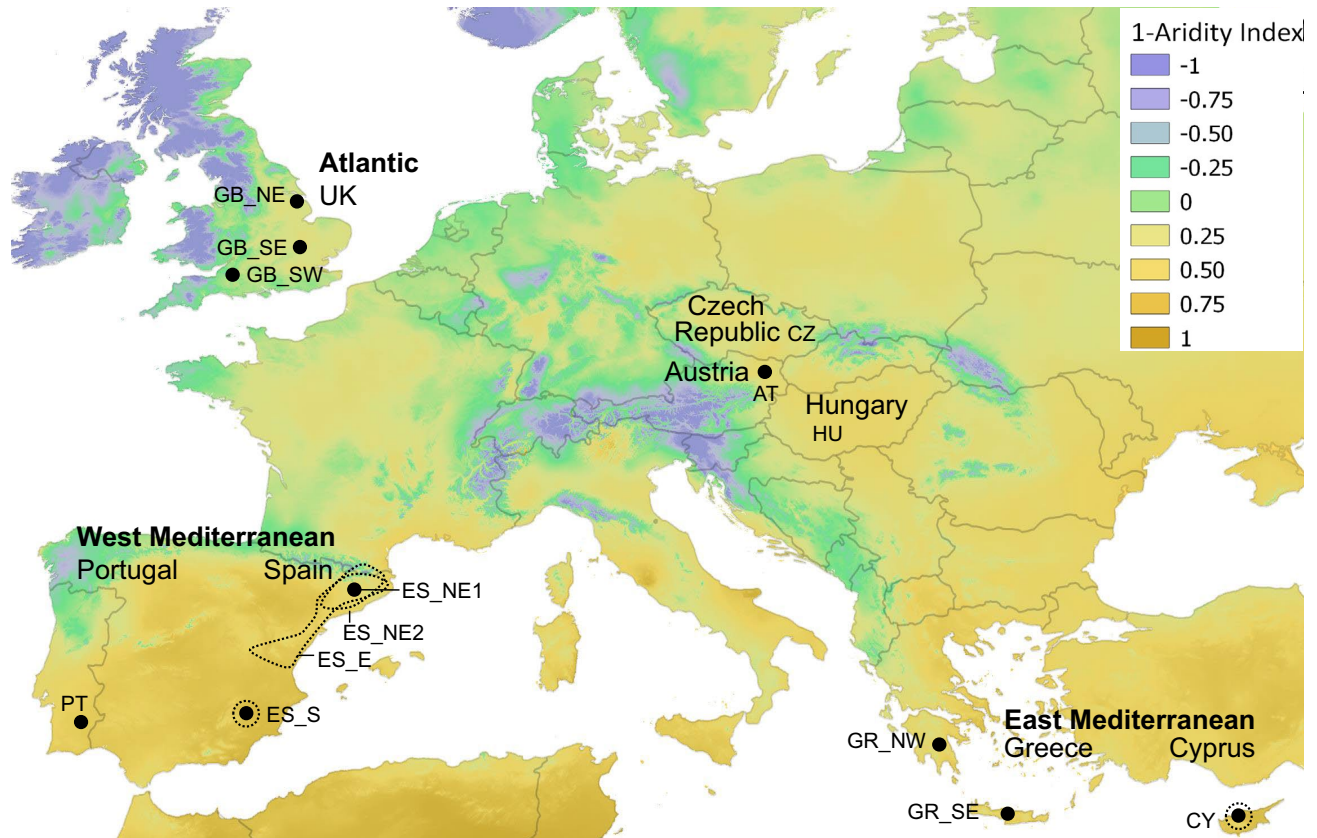 1-Aridity Index
-1
-0.75
-0.50
-0.25
0
0.25
0.50
0.75
1
Atlantic
UK
GB_NE
GB_SE
GB_SW
Czech
Republic CZ
Austria
AT
Hungary
HU
West Mediterranean
Portugal Spain
ES_NE1
ES_NE2
ES_E
PT
ES_S
East Mediterranean
Greece Cyprus
GR_NW
GR_SE
CY